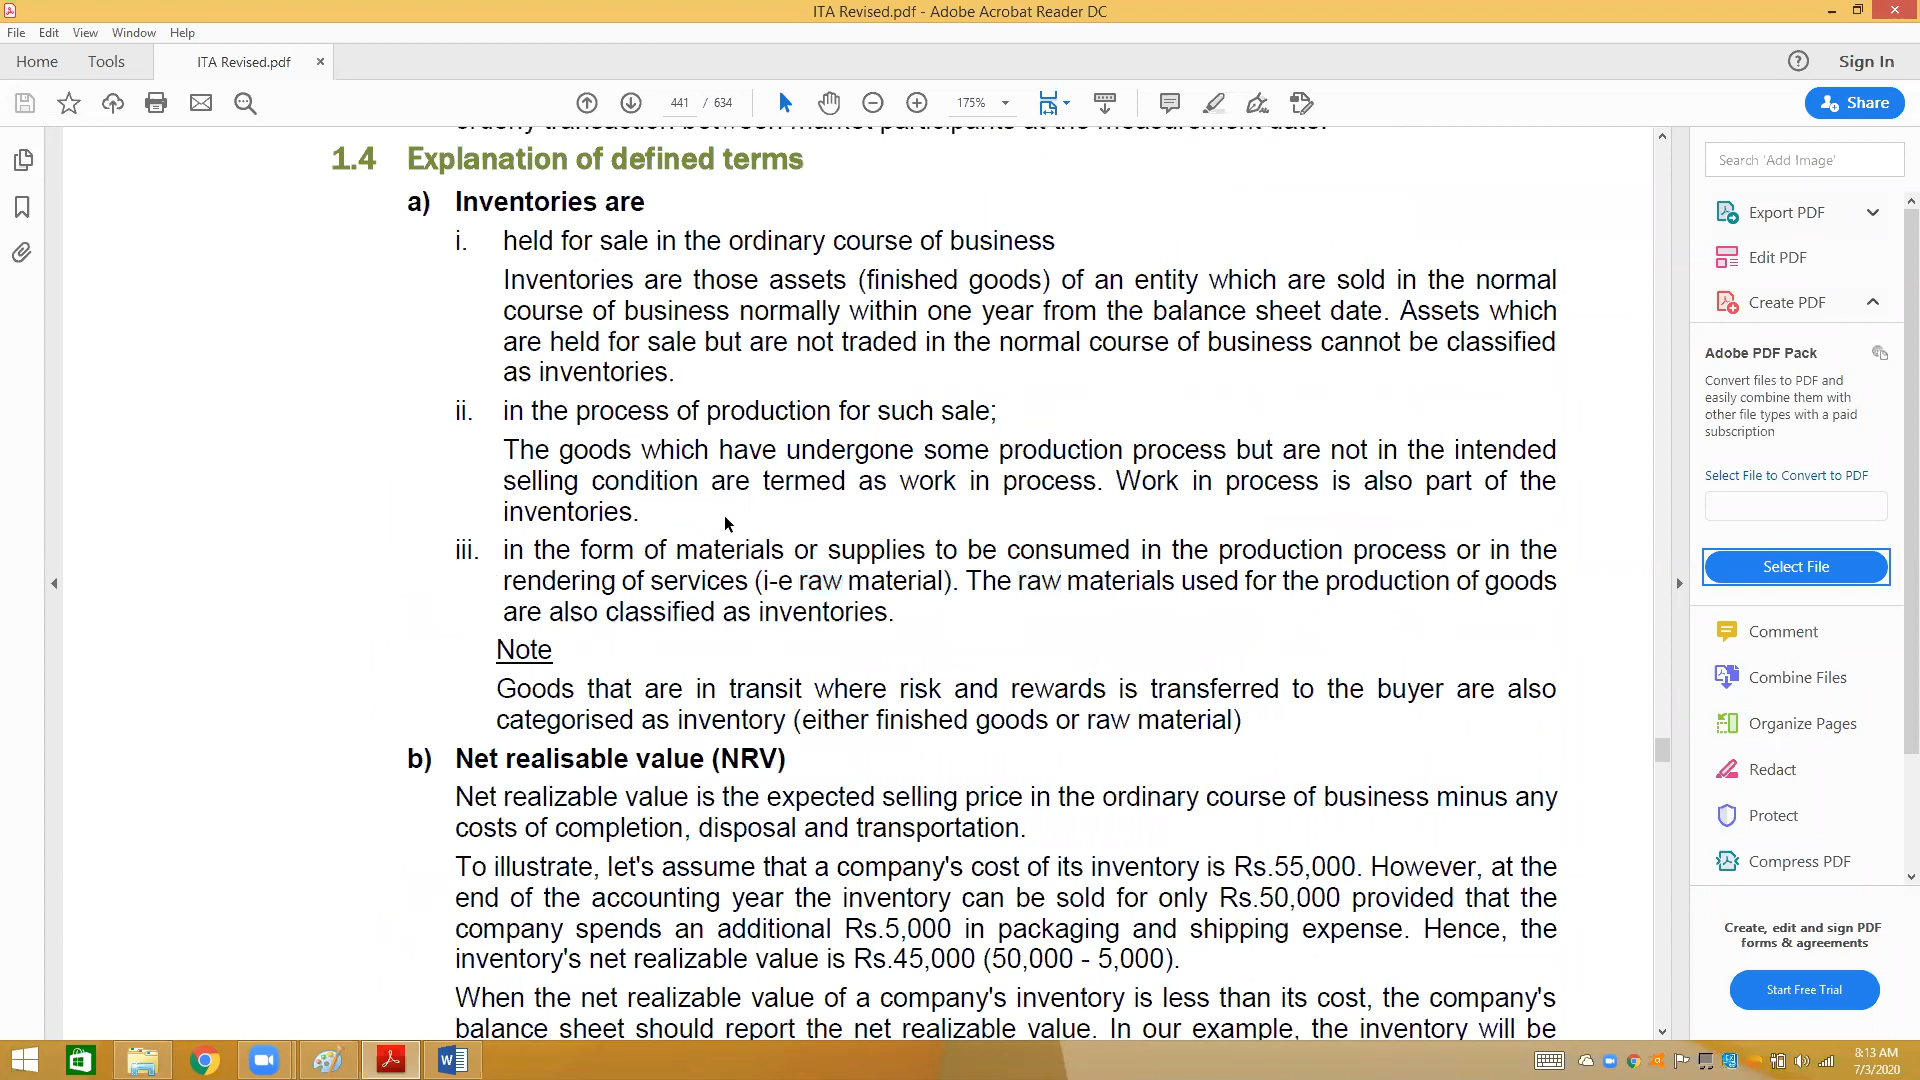 ITA Revised.pdf - Adobe Acrobat Reader DC
File Edit View Window Help
Home Tools ITA Revised.pdf × Sign In
441 / 634 175% Share
1.4 Explanation of defined terms
a) Inventories are
i. held for sale in the ordinary course of business
Inventories are those assets (finished goods) of an entity which are sold in the normal
course of business normally within one year from the balance sheet date. Assets which
are held for sale but are not traded in the normal course of business cannot be classified
as inventories.
ii. in the process of production for such sale;
The goods which have undergone some production process but are not in the intended
selling condition are termed as work in process. Work in process is also part of the
inventories.
iii. in the form of materials or supplies to be consumed in the production process or in the
rendering of services (i-e raw material). The raw materials used for the production of goods
are also classified as inventories.
Note
Goods that are in transit where risk and rewards is transferred to the buyer are also
categorised as inventory (either finished goods or raw material)
b) Net realisable value (NRV)
Net realizable value is the expected selling price in the ordinary course of business minus any
costs of completion, disposal and transportation.
To illustrate, let's assume that a company's cost of its inventory is Rs.55,000. However, at the
end of the accounting year the inventory can be sold for only Rs.50,000 provided that the
company spends an additional Rs.5,000 in packaging and shipping expense. Hence, the
inventory's net realizable value is Rs.45,000 (50,000 - 5,000).
When the net realizable value of a company's inventory is less than its cost, the company's
balance sheet should report the net realizable value. In our example, the inventory will be
Search 'Add Image'
Export PDF
Edit PDF
Create PDF
Adobe PDF Pack
Convert files to PDF and
easily combine them with
other file types with a paid
subscription
Select File to Convert to PDF
Select File
Comment
Combine Files
Organize Pages
Redact
Protect
Compress PDF
Create, edit and sign PDF
forms & agreements
Start Free Trial
8:13 AM
7/3/2020